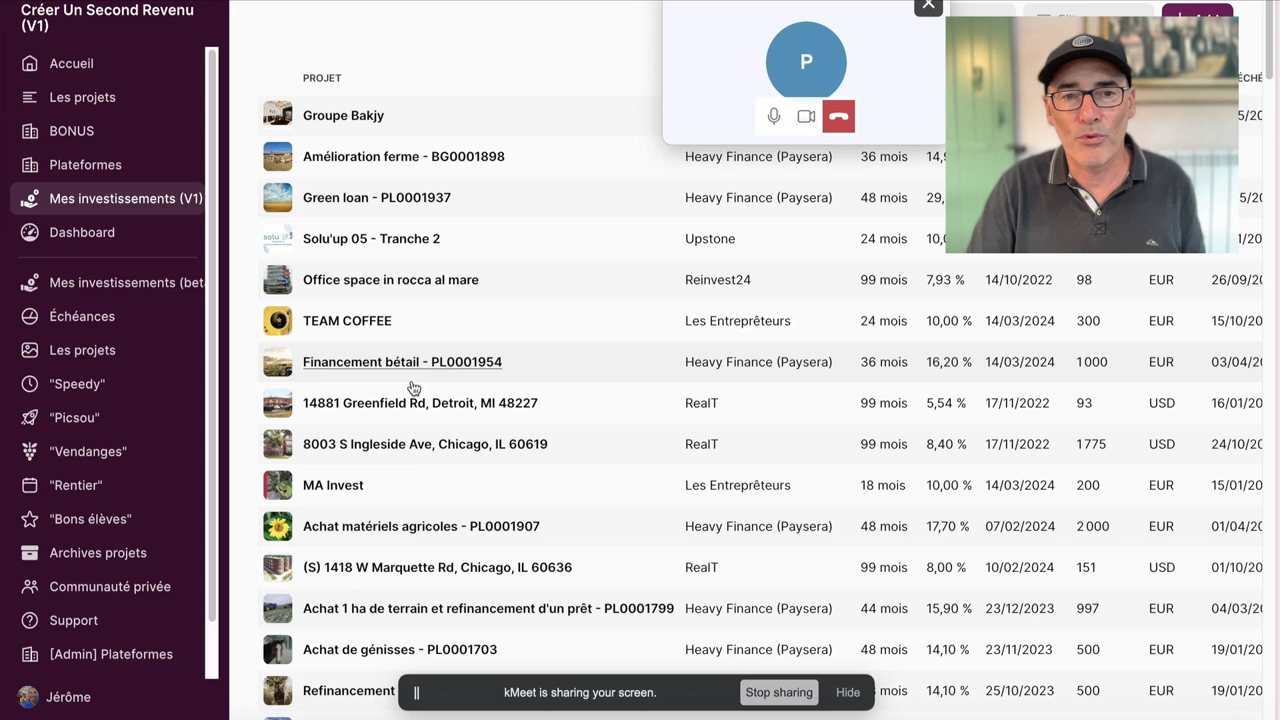 Créer Un Second Revenu
(V1)
Accueil
Les projets
BONUS
Plateformes
Mes investissements (V1)
Dashboard
Mes investissements (bet
Échéances
Les projets
"Speedy"
"Picsou"
"Vendanges"
"Rentier"
"Bons élèves"
Archives projets
Communauté privée
Support
[Admin] Plateformes
Jérôme
P
PROJET
Groupe Bakjy
Amélioration ferme - BG0001898 Heavy Finance (Paysera) 36 mois
Green loan - PL0001937 Heavy Finance (Paysera) 48 mois 29,
Solu'up 05 - Tranche 2 Upstone 24 mois
Office space in rocca al mare Reinvest24 99 mois 7,93 % 14/10/2022 98 EUR 26/09/20
TEAM COFFEE Les Entreprêteurs 24 mois 10,00 % 14/03/2024 300 EUR 15/10/20
Financement bétail - PL0001954 Heavy Finance (Paysera) 36 mois 16,20 % 14/03/2024 1 000 EUR 03/04/20
14881 Greenfield Rd, Detroit, MI 48227 RealT 99 mois 5,54 % 17/11/2022 93 USD 16/01/20
8003 S Ingleside Ave, Chicago, IL 60619 RealT 99 mois 8,40 % 17/11/2022 1 775 USD 24/10/20
MA Invest Les Entreprêteurs 18 mois 10,00 % 14/03/2024 200 EUR 15/01/20
Achat matériels agricoles - PL0001907 Heavy Finance (Paysera) 48 mois 17,70 % 07/02/2024 2 000 EUR 01/04/20
(S) 1418 W Marquette Rd, Chicago, IL 60636 RealT 99 mois 8,00 % 10/02/2024 151 USD 01/10/20
Achat 1 ha de terrain et refinancement d'un prêt - PL0001799 Heavy Finance (Paysera) 44 mois 15,90 % 23/12/2023 997 EUR 04/03/20
Achat de génisses - PL0001703 Heavy Finance (Paysera) 48 mois 14,10 % 23/11/2023 500 EUR 19/01/20
Refinancement mois 14,10 % 25/10/2023 500 EUR 19/01/20
kMeet is sharing your screen. Stop sharing Hide